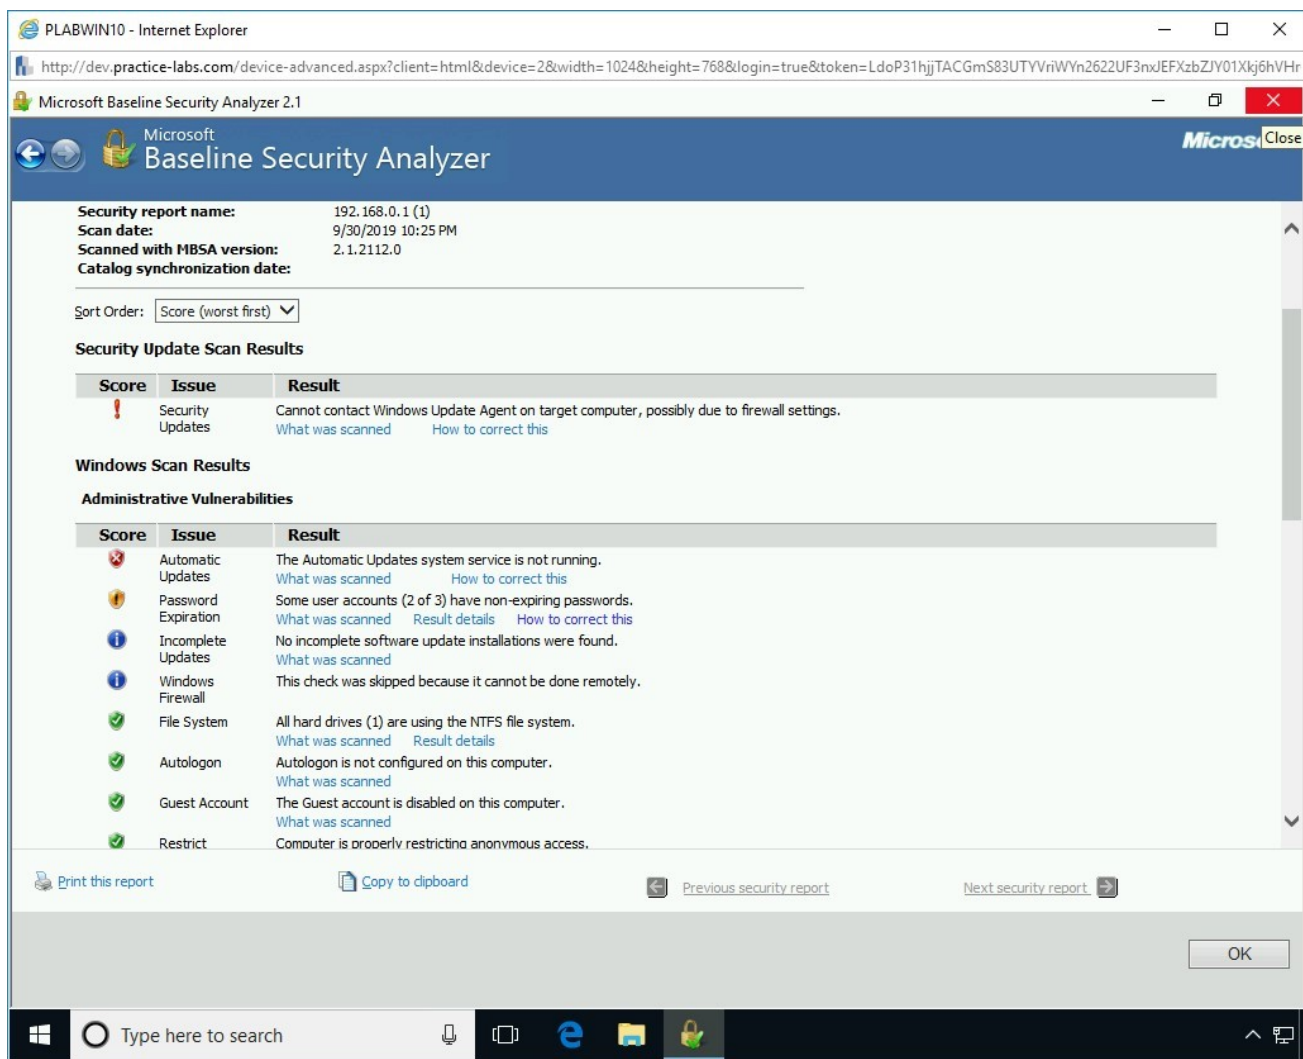 PLABWIN10 - Internet Explorer
http://dev.practice-labs.com/device-advanced.aspx?client=html&device=2&width=1024&height=768&login=true&token=LdoP31hjjTACGmS83UTYVriWYn2622UF3nxJEFXzbZJY01Xkj6hVHr
Microsoft Baseline Security Analyzer 2.1
Microsoft
Baseline Security Analyzer
Micros
Close
Security report name: 192.168.0.1 (1)
Scan date: 9/30/2019 10:25 PM
Scanned with MBSA version: 2.1.2112.0
Catalog synchronization date:
Sort Order: Score (worst first)
Security Update Scan Results
Score Issue Result
Security Updates Cannot contact Windows Update Agent on target computer, possibly due to firewall settings.
What was scanned How to correct this
Windows Scan Results
Administrative Vulnerabilities
Score Issue Result
Automatic Updates The Automatic Updates system service is not running.
What was scanned How to correct this
Password Expiration Some user accounts (2 of 3) have non-expiring passwords.
What was scanned Result details How to correct this
Incomplete Updates No incomplete software update installations were found.
What was scanned
Windows Firewall This check was skipped because it cannot be done remotely.
File System All hard drives (1) are using the NTFS file system.
What was scanned Result details
Autologon Autologon is not configured on this computer.
What was scanned
Guest Account The Guest account is disabled on this computer.
What was scanned
Restrict Computer is properly restricting anonymous access.
Print this report Copy to clipboard Previous security report Next security report
OK
Type here to search